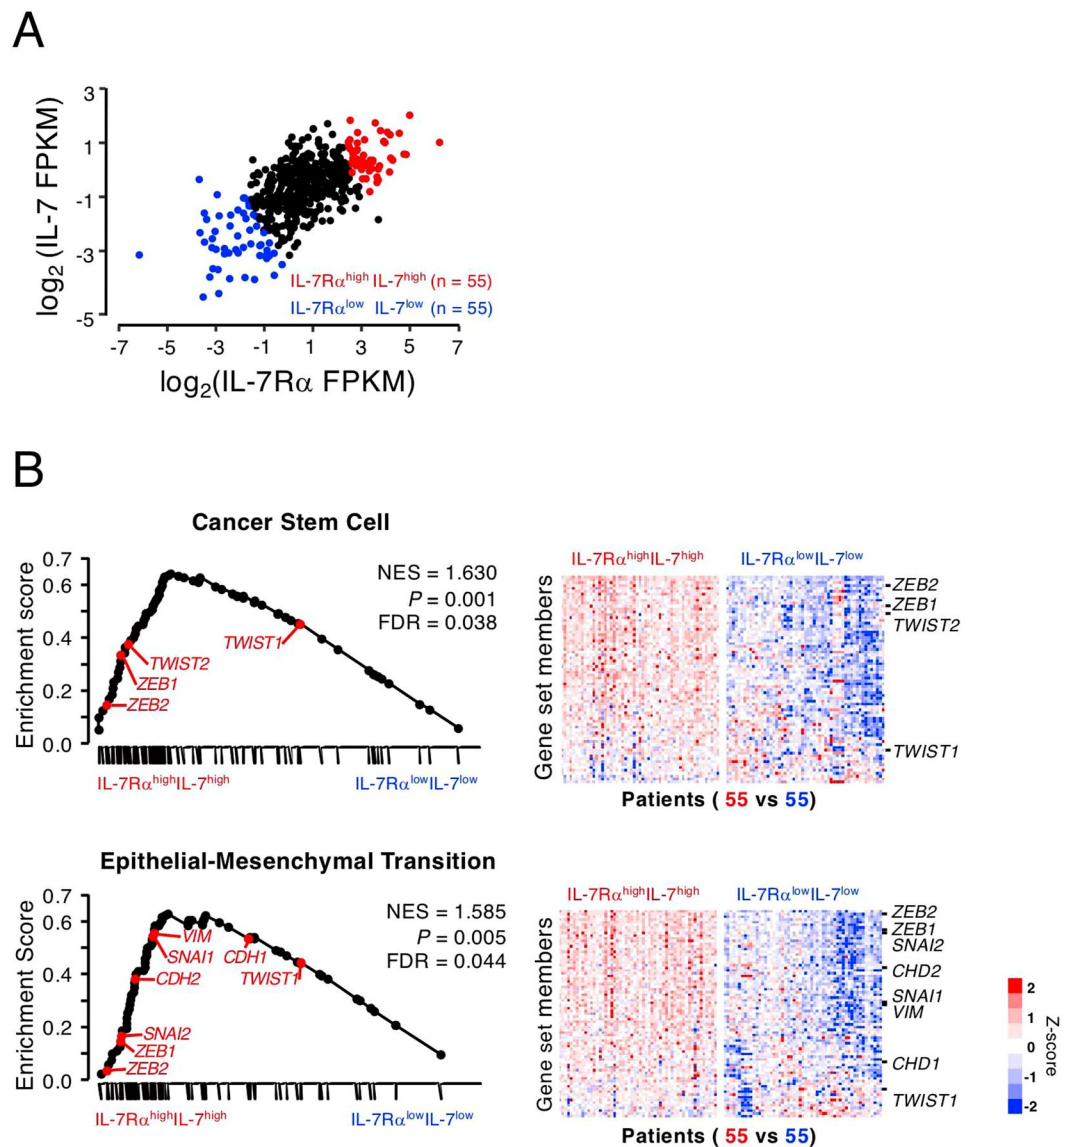 A
3
1
-1
-3
-5
log2 (IL-7 FPKM)
IL-7Rαhigh IL-7high (n = 55)
IL-7Rαlow IL-7low (n = 55)
-7 -5 -3 -1 1 3 5 7
log2(IL-7Rα FPKM)
B
Cancer Stem Cell
Enrichment score
0.7
0.6
0.4
0.2
0.0
NES = 1.630
P = 0.001
FDR = 0.038
TWIST1
TWIST2
ZEB1
ZEB2
IL-7RαhighIL-7high IL-7RαlowIL-7low
IL-7RαhighIL-7high IL-7RαlowIL-7low
Gene set members
ZEB2
ZEB1
TWIST2
TWIST1
Patients ( 55 vs 55)
Epithelial-Mesenchymal Transition
Enrichment Score
0.7
0.6
0.4
0.2
0.0
NES = 1.585
P = 0.005
FDR = 0.044
VIM
SNAI1
CDH1
TWIST1
CDH2
SNAI2
ZEB1
ZEB2
IL-7RαhighIL-7high IL-7RαlowIL-7low
IL-7RαhighIL-7high IL-7RαlowIL-7low
Gene set members
ZEB2
ZEB1
SNAI2
CHD2
SNAI1
VIM
CHD1
TWIST1
Patients ( 55 vs 55)
2
1
0
-1
-2
Z-score